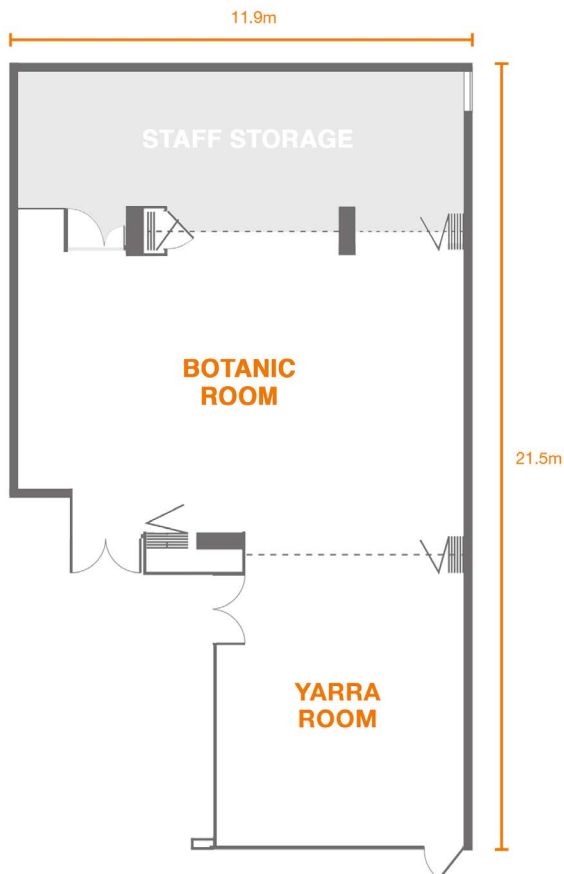 11.9m
STAFF STORAGE
BOTANIC
ROOM
21.5m
YARRA
ROOM